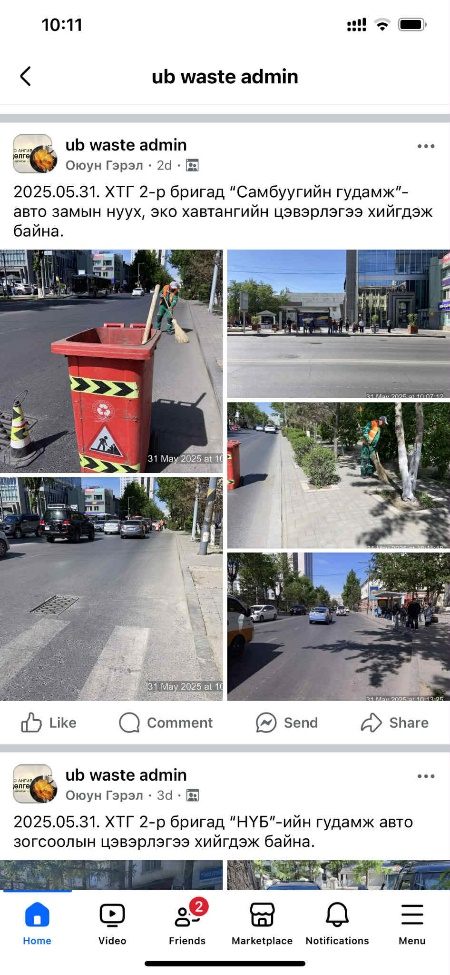 10:11
ub waste admin
ub waste admin
Оюун Гэрэл · 2d ·
2025.05.31. ХТГ 2-р бригад “Самбуугийн гудамж”-
авто замын нуух, эко хавтангийн цэвэрлэгээ хийгдэж
байна.
31 May 2025 at 10
31 May 2025 at 10:07:12
31 May 2025 at 10
31 May 2025 at 10:13:25
Like
Comment
Send
Share
ub waste admin
Оюун Гэрэл · 3d ·
2025.05.31. ХТГ 2-р бригад “НҮБ”-ийн гудамж авто
зогсоолын цэвэрлэгээ хийгдэж байна.
2
Home
Video
Friends
Marketplace
Notifications
Menu